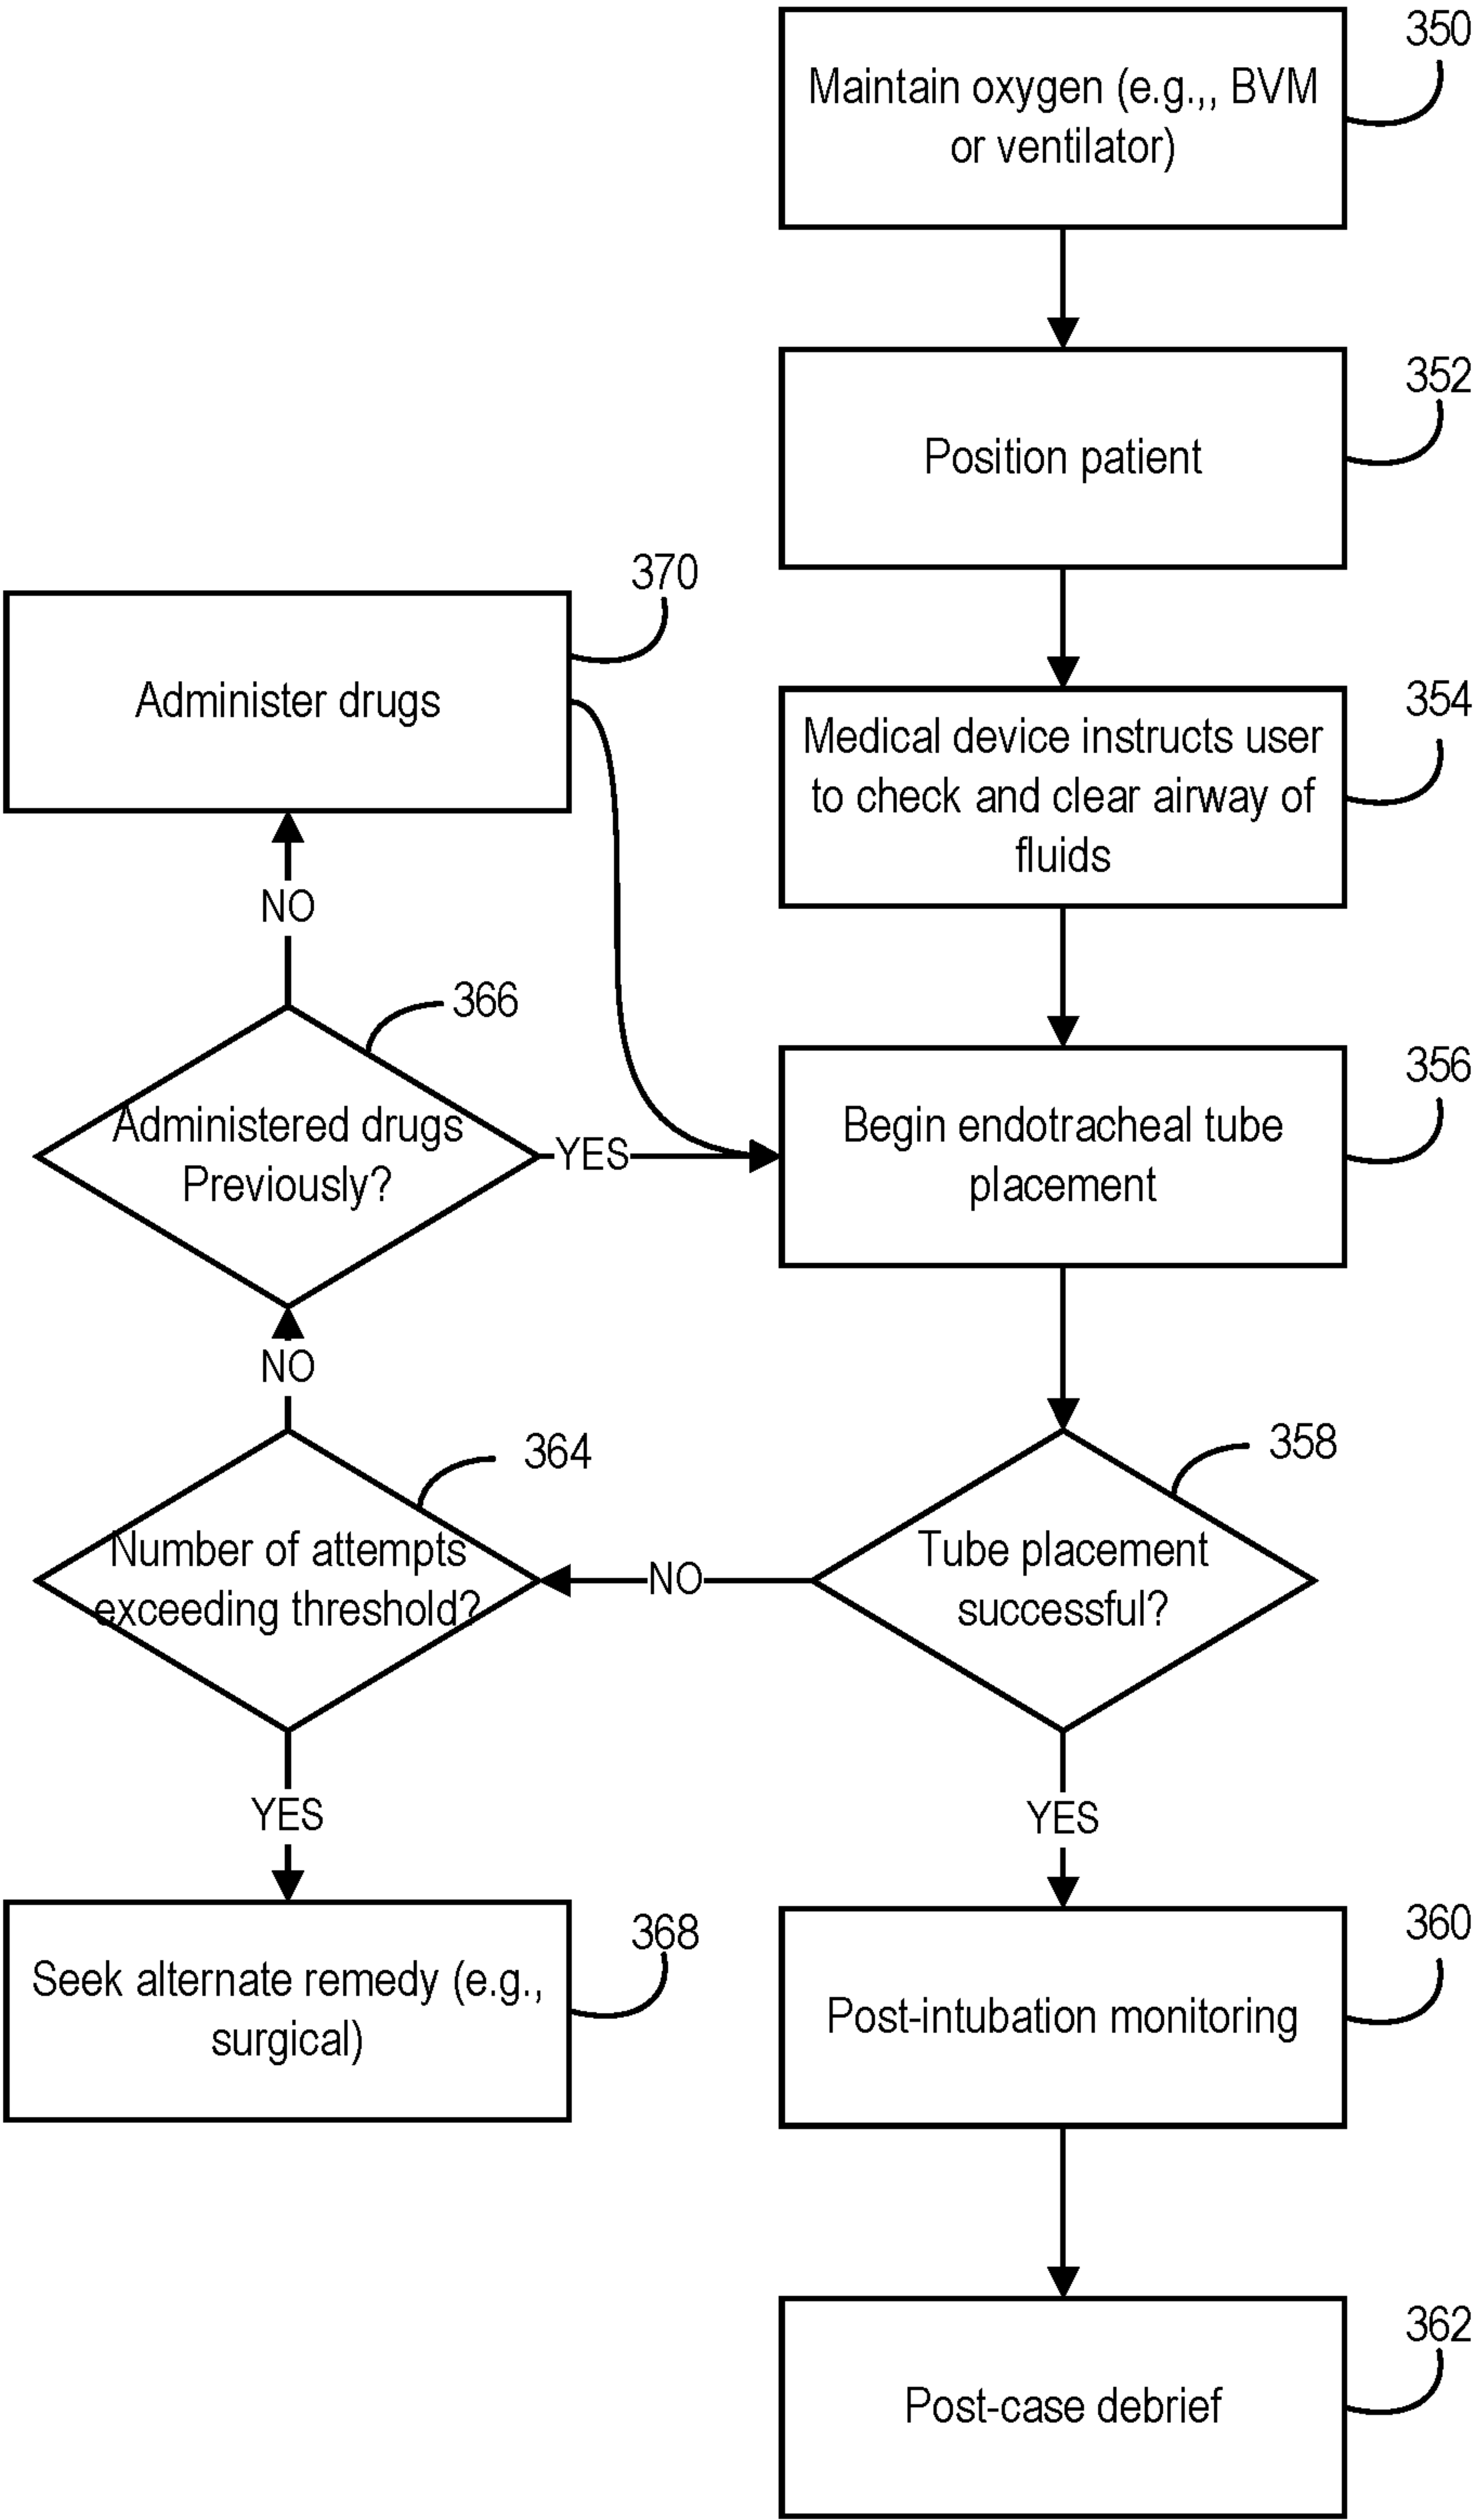 350
Maintain oxygen (e.g.,, BVM
or ventilator)
352
Position patient
370
Administer drugs
354
Medical device instructs user
to check and clear airway of
fluids
NO
366
Administered drugs
Previously?
YES
356
Begin endotracheal tube
placement
NO
364
Number of attempts
exceeding threshold?
NO
358
Tube placement
successful?
YES
YES
368
Seek alternate remedy (e.g.,
surgical)
360
Post-intubation monitoring
362
Post-case debrief